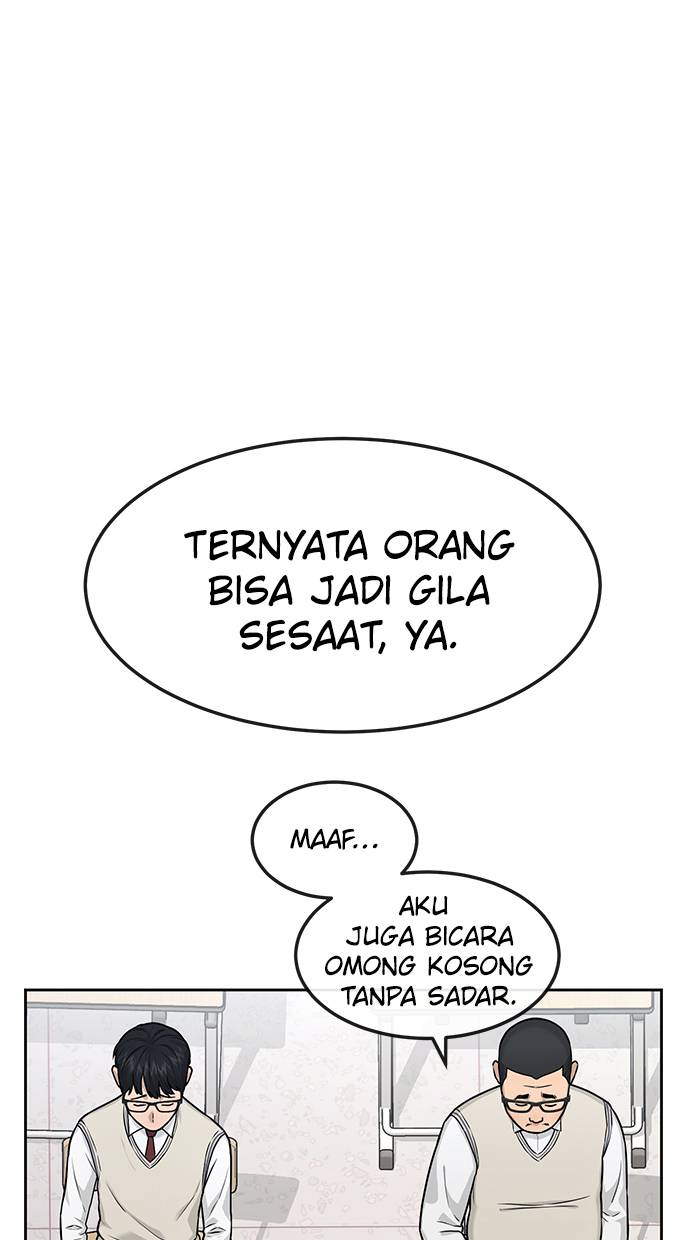 TERNYATA ORANG
BISA JADI GILA
SESAAT, YA.
MAAF...
AKU
JUGA BICARA
OMONG KOSONG
TANPA SADAR.